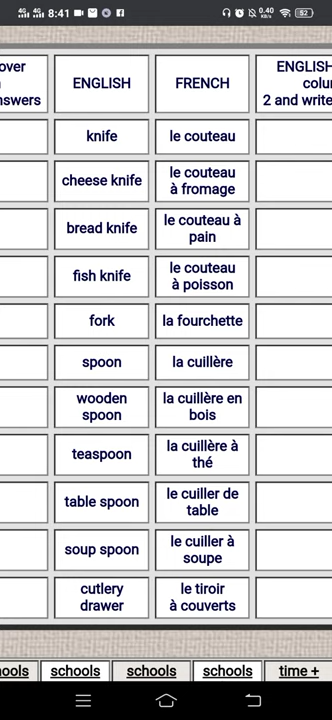 8:41
0.40
KB/s
52
over
nswers
ENGLISH
FRENCH
ENGLISH
colu
2 and write
knife
le couteau
cheese knife
le couteau
à fromage
bread knife
le couteau à
pain
fish knife
le couteau
à poisson
fork
la fourchette
spoon
la cuillère
wooden
spoon
la cuillère en
bois
teaspoon
la cuillère à
thé
table spoon
le cuiller de
table
soup spoon
le cuiller à
soupe
cutlery
drawer
le tiroir
à couverts
ools
schools
schools
schools
time +